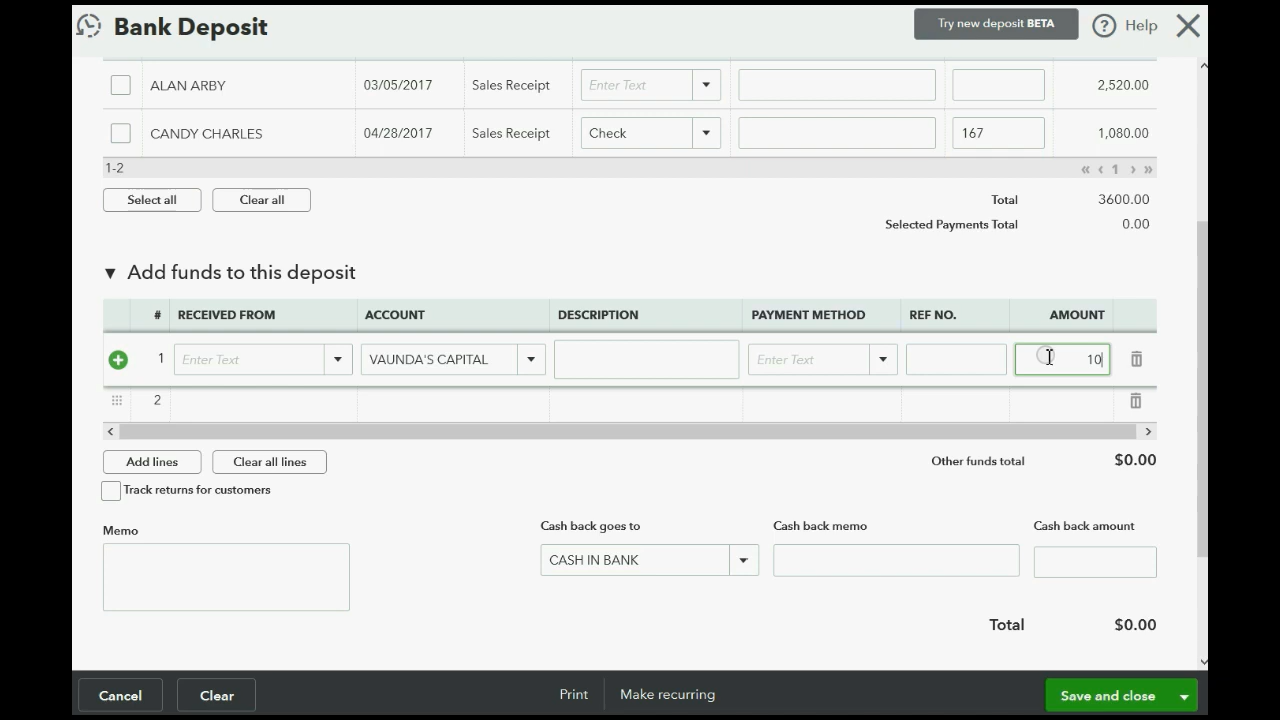 Bank Deposit
Try new deposit BETA
? Help
ALAN ARBY 03/05/2017 Sales Receipt Enter Text 2,520.00
CANDY CHARLES 04/28/2017 Sales Receipt Check 167 1,080.00
1-2 « ‹ 1 › »
Select all Clear all Total 3600.00
Selected Payments Total 0.00
Add funds to this deposit
# RECEIVED FROM ACCOUNT DESCRIPTION PAYMENT METHOD REF NO. AMOUNT
1 Enter Text VAUNDA'S CAPITAL Enter Text 10
2
Add lines Clear all lines Other funds total $0.00
Track returns for customers
Memo Cash back goes to Cash back memo Cash back amount
CASH IN BANK
Total $0.00
Cancel Clear Print Make recurring Save and close